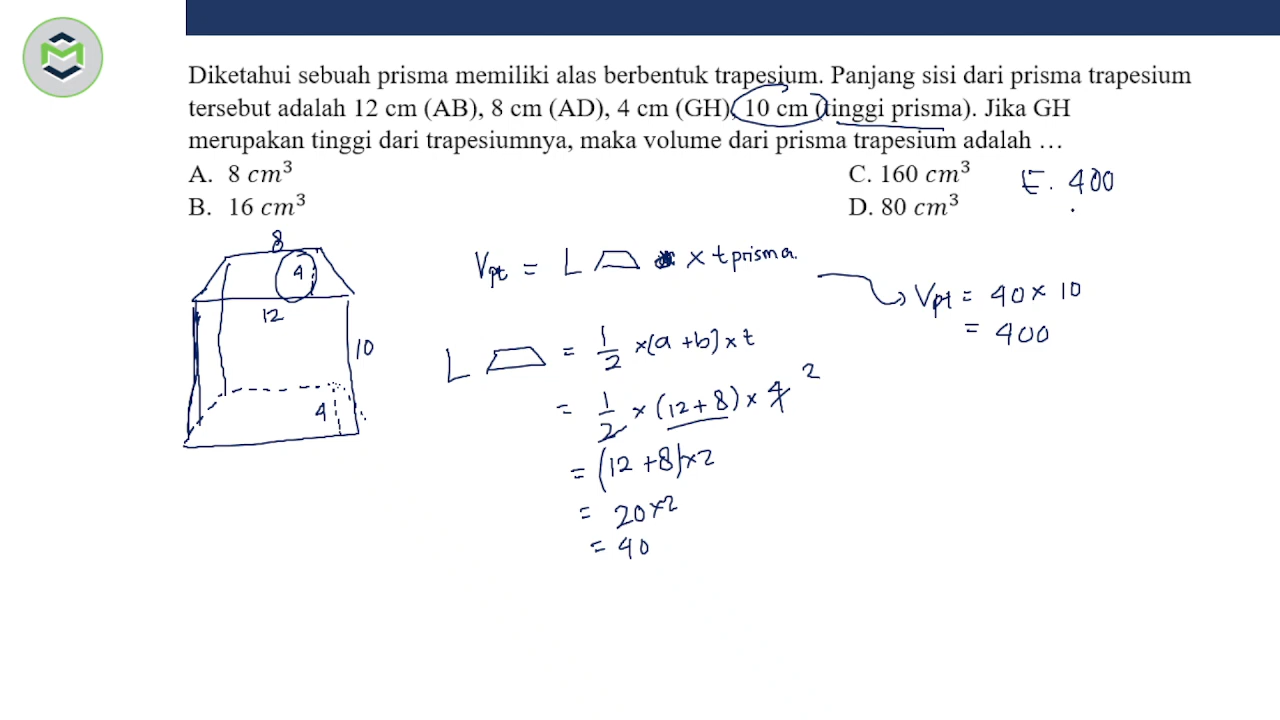 Diketahui sebuah prisma memiliki alas berbentuk trapesium. Panjang sisi dari prisma trapesium
tersebut adalah 12 cm (AB), 8 cm (AD), 4 cm (GH), 10 cm (tinggi prisma). Jika GH
merupakan tinggi dari trapesiumnya, maka volume dari prisma trapesium adalah …
A. 8 cm³
B. 16 cm³
C. 160 cm³
D. 80 cm³
E. 400
8
4
12
10
4
Vpt = L × t prisma.
L = 1/2 × (a + b) × t
= 1/2 × (12 + 8) × 4 2
= (12 + 8) × 2
= 20 × 2
= 40
Vpt = 40 × 10
= 400